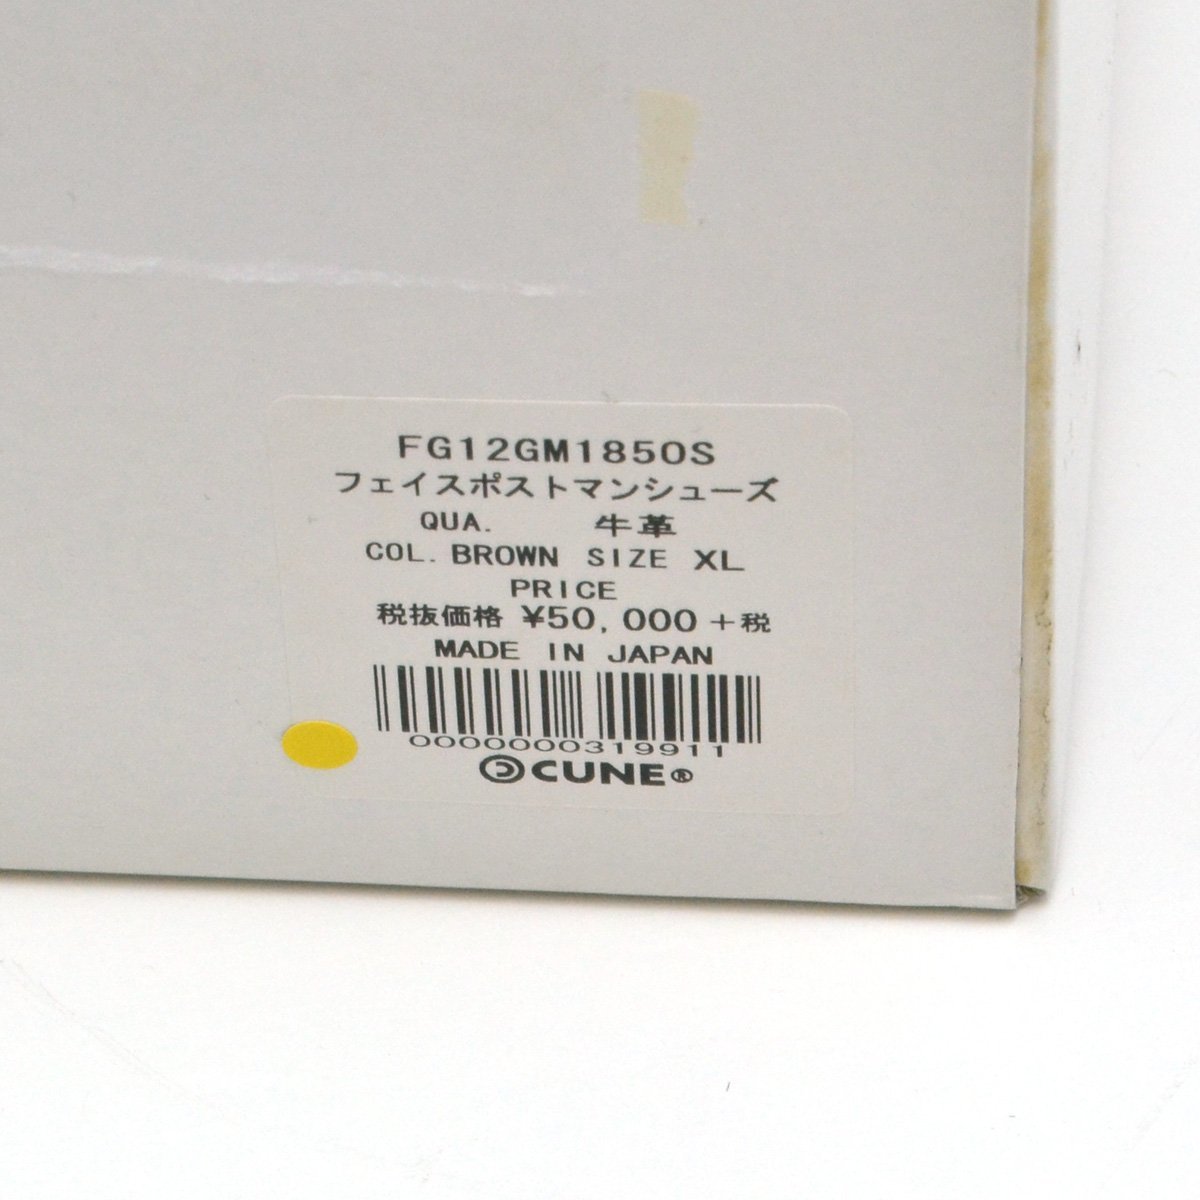 FG12GM1850S
フェイスポストマンシューズ
QUA. 牛革
COL. BROWN SIZE XL
PRICE
税抜価格 ¥50,000+税
MADE IN JAPAN
0000000319911
CUNE®